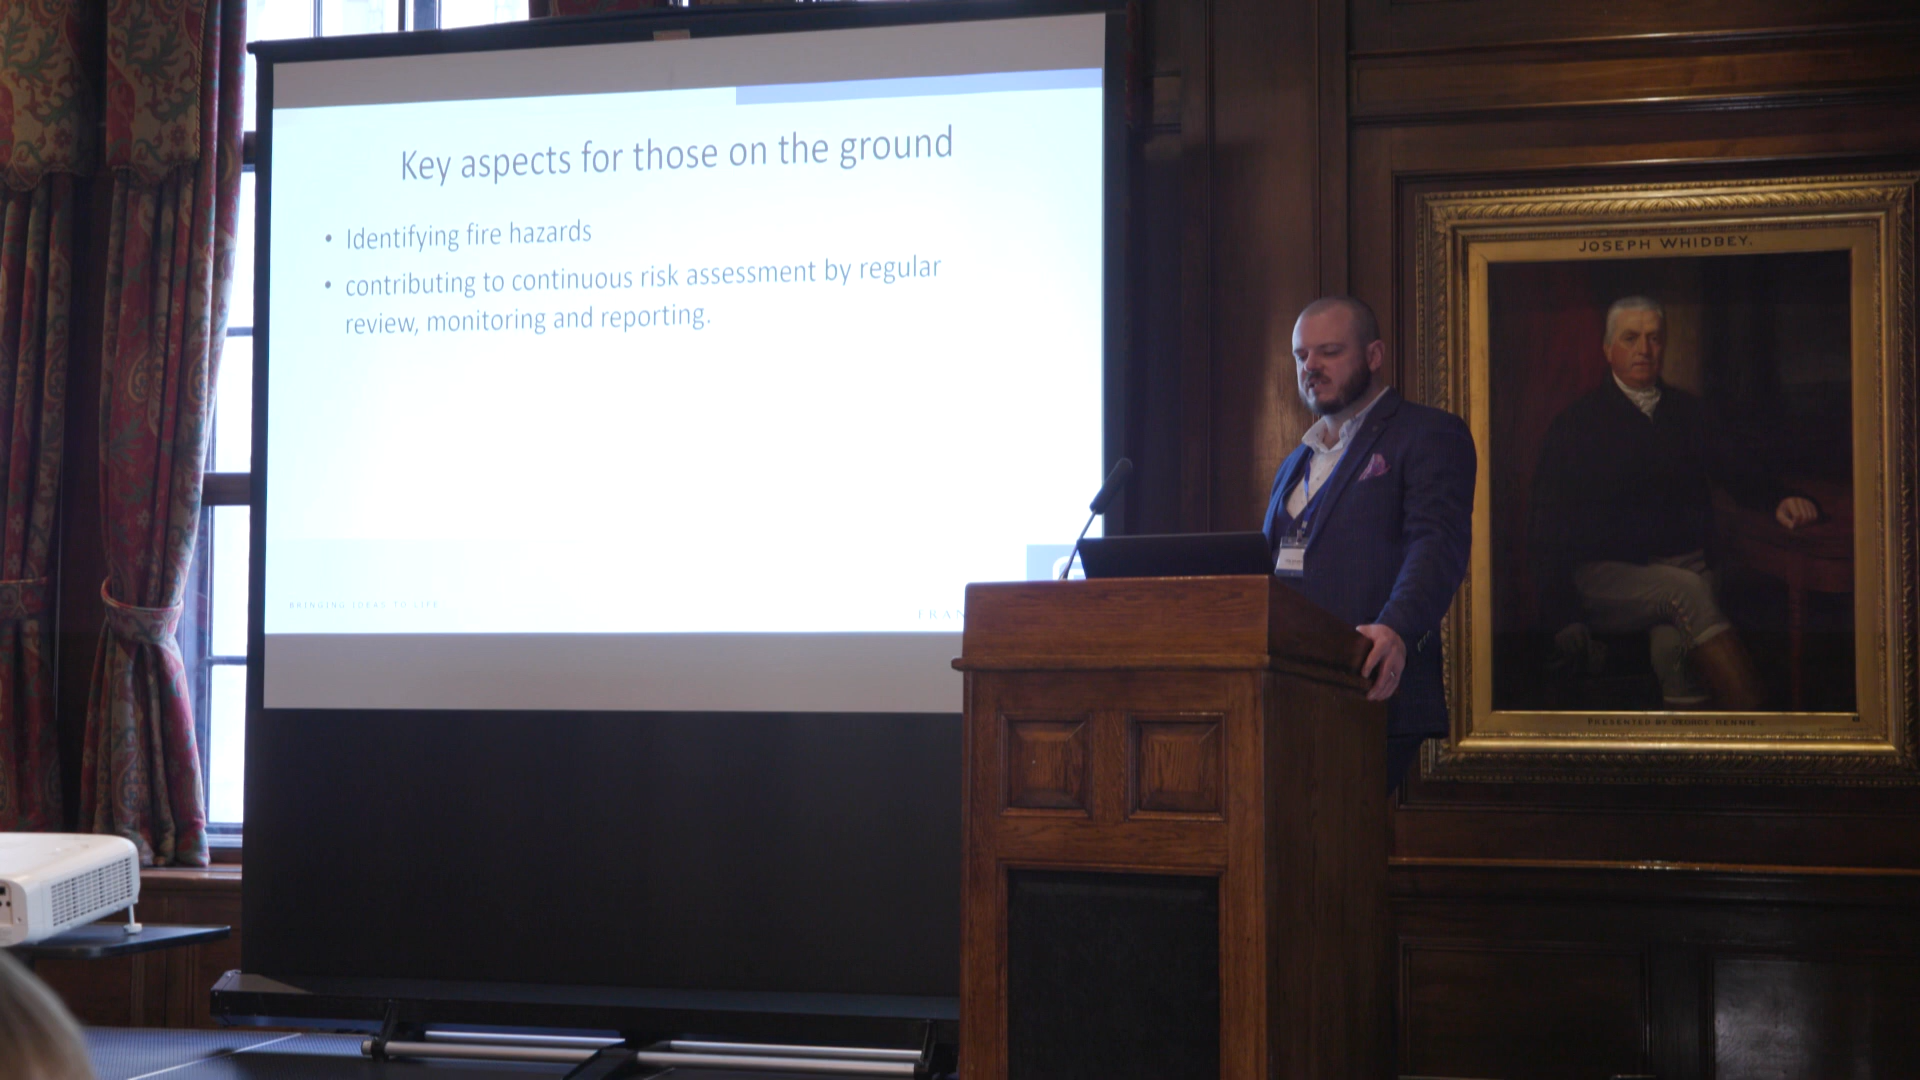 Key aspects for those on the ground
• Identifying fire hazards
• contributing to continuous risk assessment by regular
review, monitoring and reporting.
BRINGING IDEAS TO LIFE
FRAN
JOSEPH WHIDBEY.
PRESENTED BY GEORGE RENNIE.